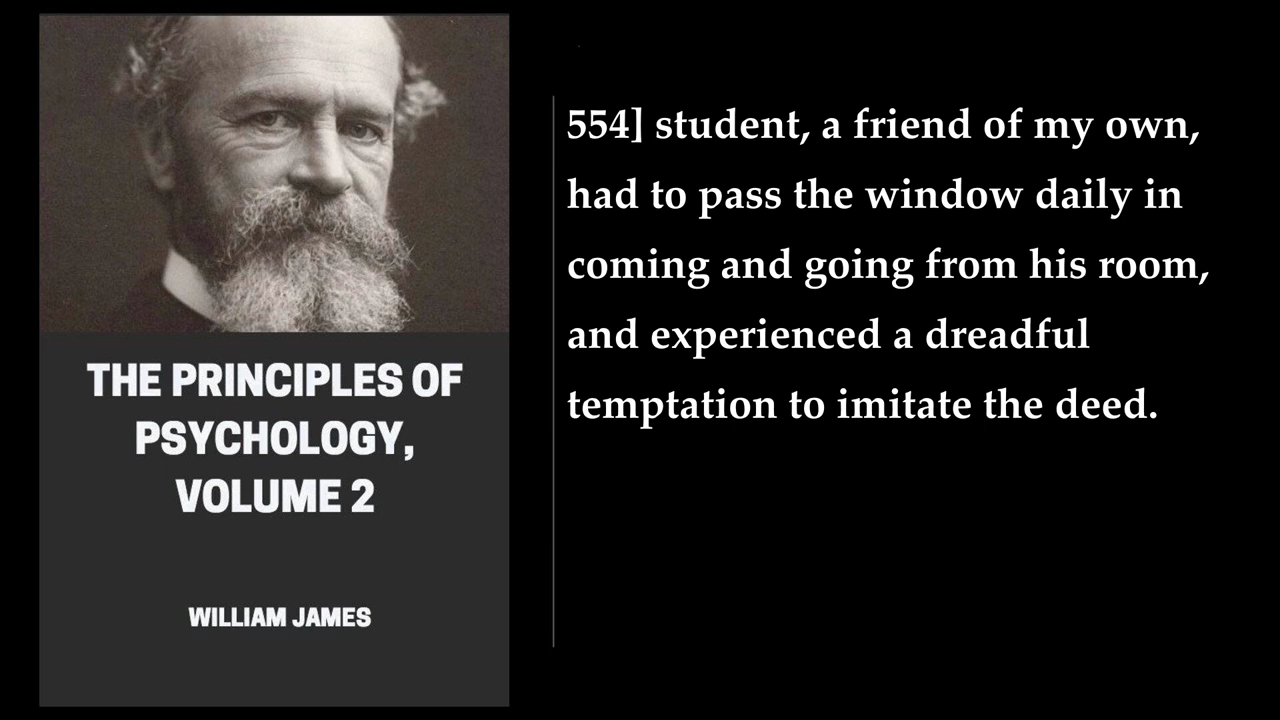 THE PRINCIPLES OF
PSYCHOLOGY,
VOLUME 2
WILLIAM JAMES
554] student, a friend of my own,
had to pass the window daily in
coming and going from his room,
and experienced a dreadful
temptation to imitate the deed.